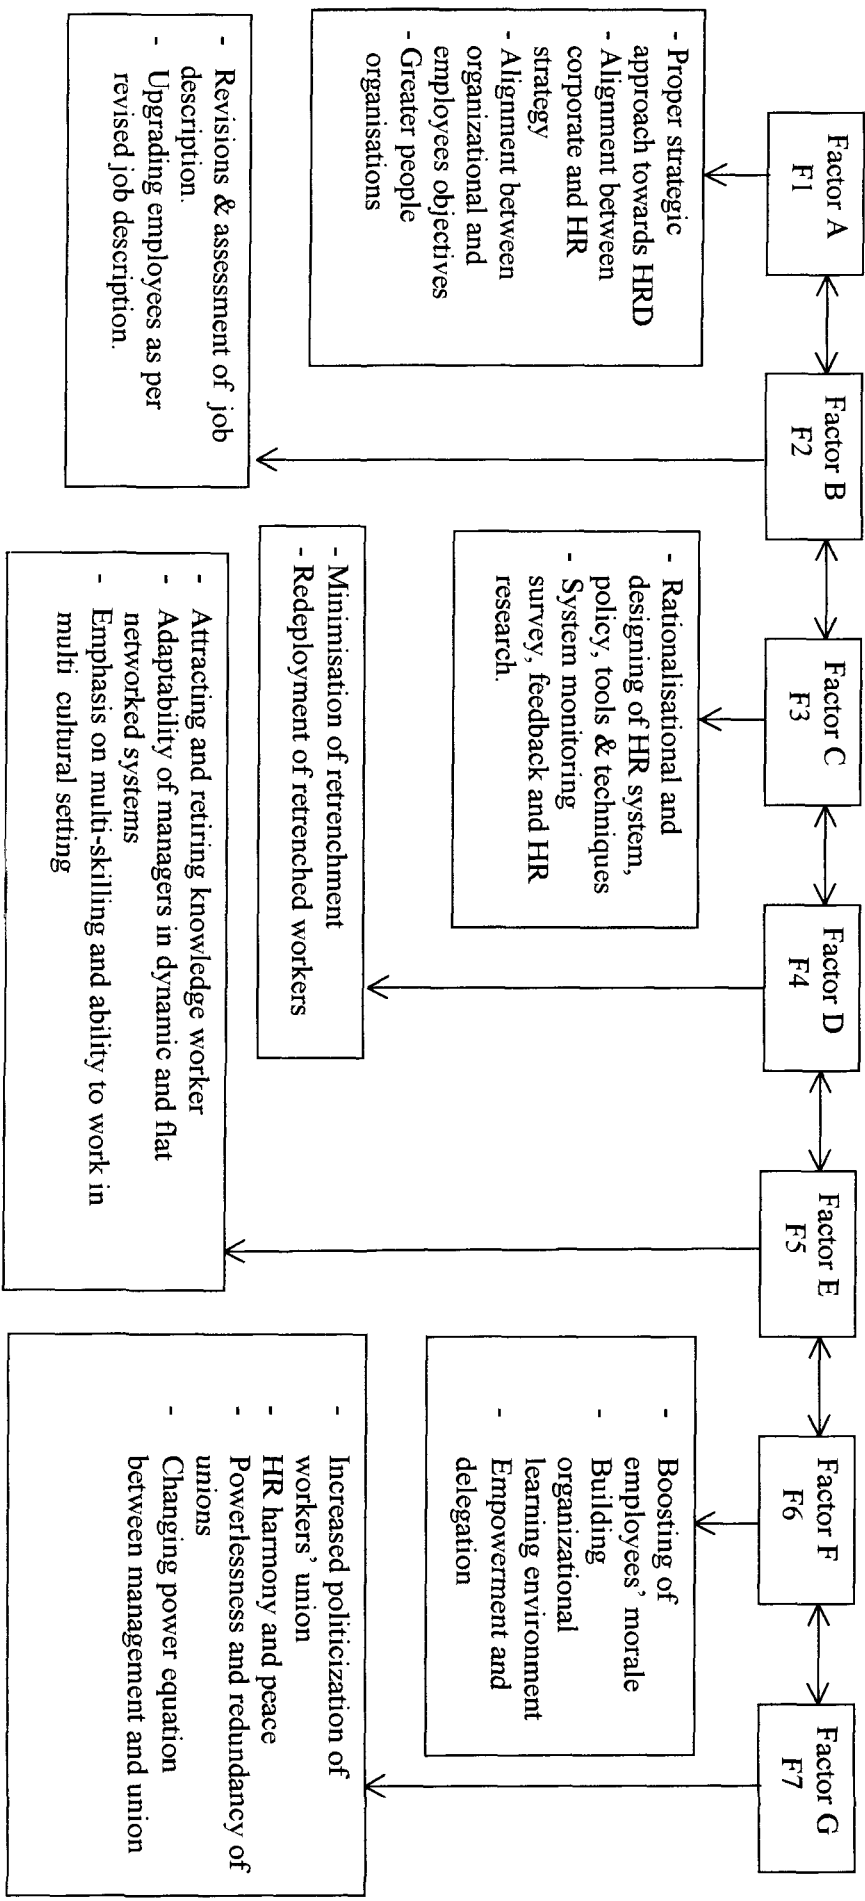 Factor A
F1
Factor B
F2
Factor C
F3
Factor D
F4
Factor E
F5
Factor F
F6
Factor G
F7
- Proper strategic
approach towards HRD
- Alignment between
corporate and HR
strategy
- Alignment between
organizational and
employees objectives
- Greater people
organisations
- Revisions & assessment of job
description.
- Upgrading employees as per
revised job description.
- Rationalisational and
designing of HR system,
policy, tools & techniques
- System monitoring
survey, feedback and HR
research.
- Minimisation of retrenchment
- Redeployment of retrenched workers
- Attracting and retiring knowledge worker
- Adaptability of managers in dynamic and flat
networked systems
- Emphasis on multi-skilling and ability to work in
multi cultural setting
- Boosting of
employees' morale
- Building
organizational
learning environment
- Empowerment and
delegation
- Increased politicization of
workers' union
- HR harmony and peace
- Powerlessness and redundancy of
unions
- Changing power equation
between management and union